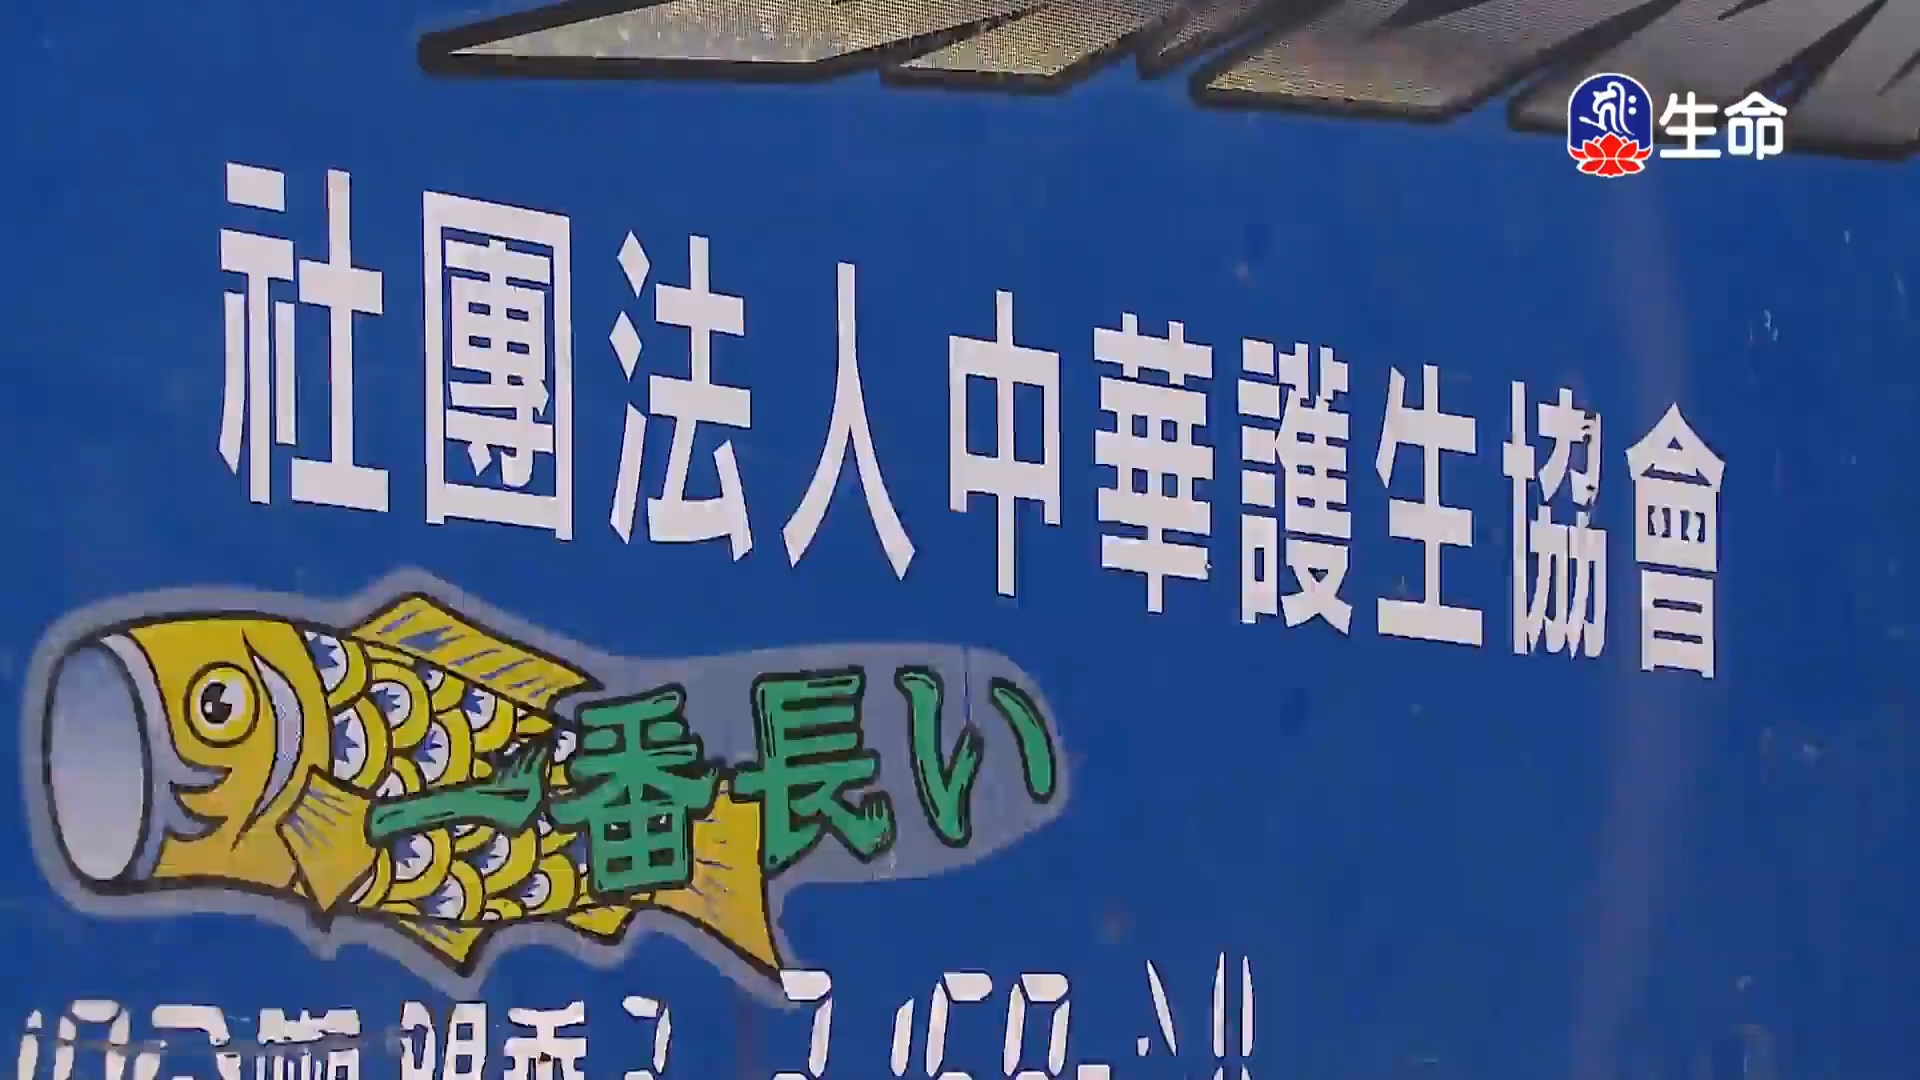 生命
社團法人中華護生協會
一番長い